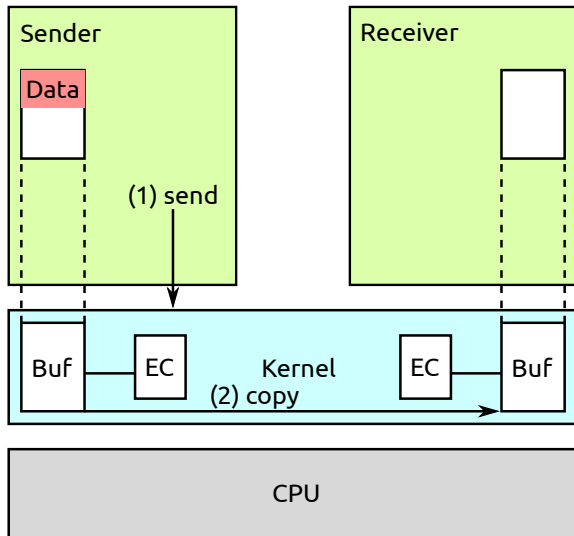 Sender
Receiver
Data
(1) send
Buf
EC
Kernel
EC
Buf
(2) copy
CPU